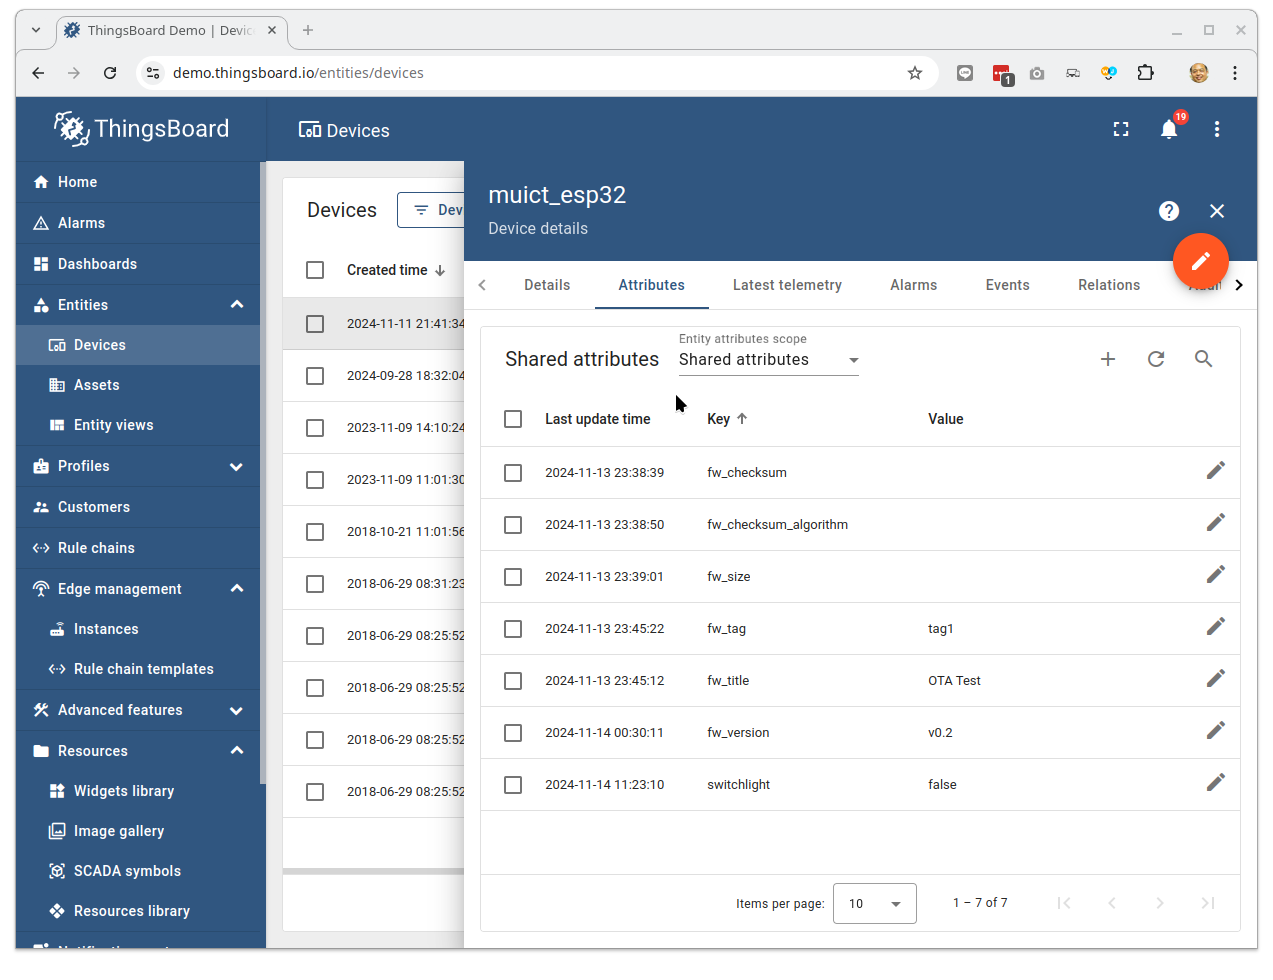 ThingsBoard Demo | Devic
demo.thingsboard.io/entities/devices
1
ThingsBoard
Devices
19
Home
Alarms
Dashboards
Entities
Devices
Assets
Entity views
Profiles
Customers
Rule chains
Edge management
Instances
Rule chain templates
Advanced features
Resources
Widgets library
Image gallery
SCADA symbols
Resources library
Devices
Dev
Created time
2024-11-11 21:41:34
2024-09-28 18:32:04
2023-11-09 14:10:24
2023-11-09 11:01:30
2018-10-21 11:01:56
2018-06-29 08:31:23
2018-06-29 08:25:52
2018-06-29 08:25:52
2018-06-29 08:25:52
2018-06-29 08:25:52
muict_esp32
Device details
Details Attributes Latest telemetry Alarms Events Relations
Shared attributes
Entity attributes scope
Shared attributes
Last update time Key Value
2024-11-13 23:38:39 fw_checksum
2024-11-13 23:38:50 fw_checksum_algorithm
2024-11-13 23:39:01 fw_size
2024-11-13 23:45:22 fw_tag tag1
2024-11-13 23:45:12 fw_title OTA Test
2024-11-14 00:30:11 fw_version v0.2
2024-11-14 11:23:10 switchlight false
Items per page: 10 1 – 7 of 7